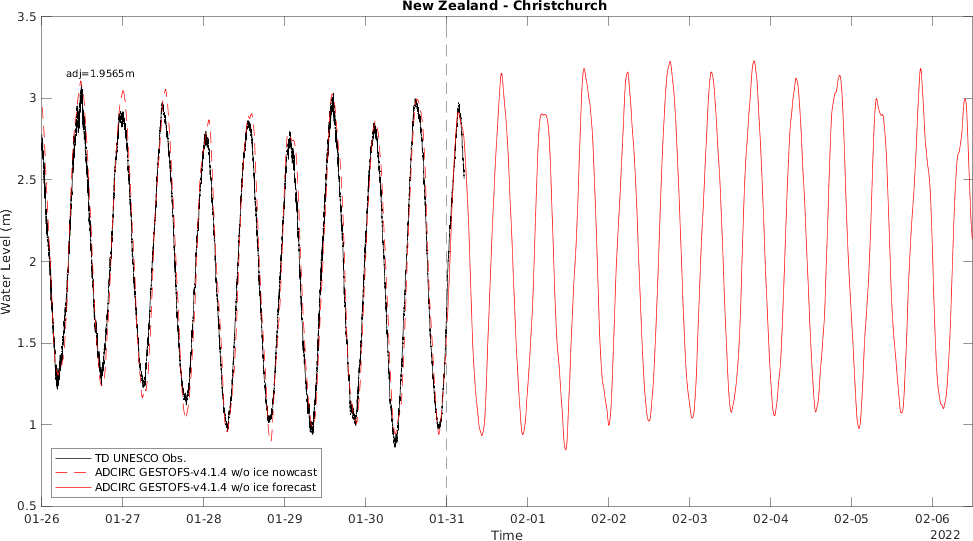 New Zealand - Christchurch
adj=1.9565m
Water Level (m)
3.5
3
2.5
2
1.5
1
0.5
TD UNESCO Obs.
ADCIRC GESTOFS-v4.1.4 w/o ice nowcast
ADCIRC GESTOFS-v4.1.4 w/o ice forecast
01-26 01-27 01-28 01-29 01-30 01-31 02-01 02-02 02-03 02-04 02-05 02-06
Time
2022